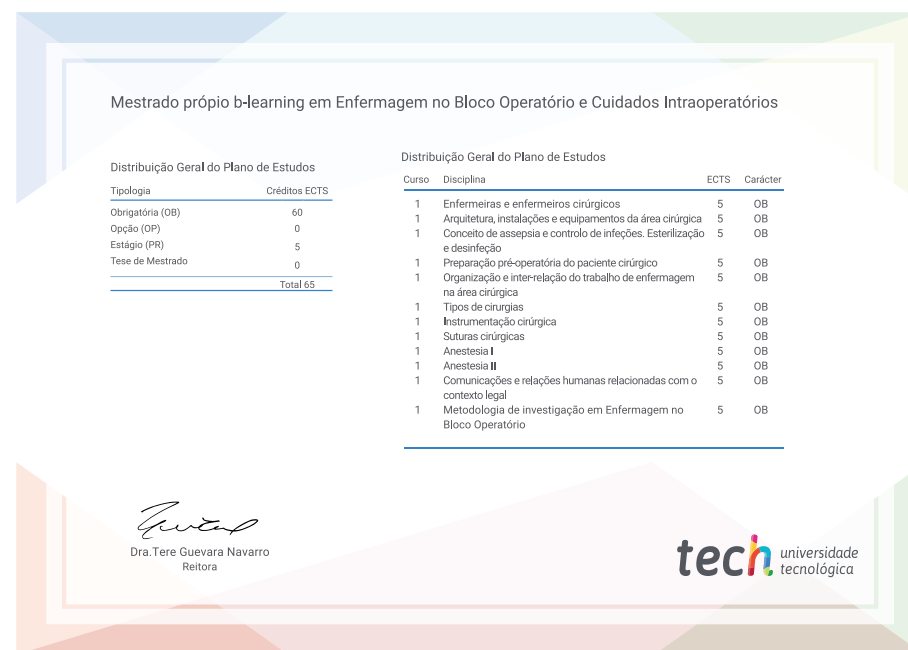 Mestrado própio b-learning em Enfermagem no Bloco Operatório e Cuidados Intraoperatórios
Distribuição Geral do Plano de Estudos
Tipologia Créditos ECTS
Obrigatória (OB) 60
Opção (OP) 0
Estágio (PR) 5
Tese de Mestrado 0
Total 65
Distribuição Geral do Plano de Estudos
Curso Disciplina ECTS Carácter
1 Enfermeiras e enfermeiros cirúrgicos 5 OB
1 Arquitetura, instalações e equipamentos da área cirúrgica 5 OB
1 Conceito de assepsia e controlo de infeções. Esterilização 5 OB
e desinfeção
1 Preparação pré-operatória do paciente cirúrgico 5 OB
1 Organização e inter-relação do trabalho de enfermagem 5 OB
na área cirúrgica
1 Tipos de cirurgias 5 OB
1 Instrumentação cirúrgica 5 OB
1 Suturas cirúrgicas 5 OB
1 Anestesia I 5 OB
1 Anestesia II 5 OB
1 Comunicações e relações humanas relacionadas com o 5 OB
contexto legal
1 Metodologia de investigação em Enfermagem no 5 OB
Bloco Operatório
Dra.Tere Guevara Navarro
Reitora
tech universidade
tecnológica